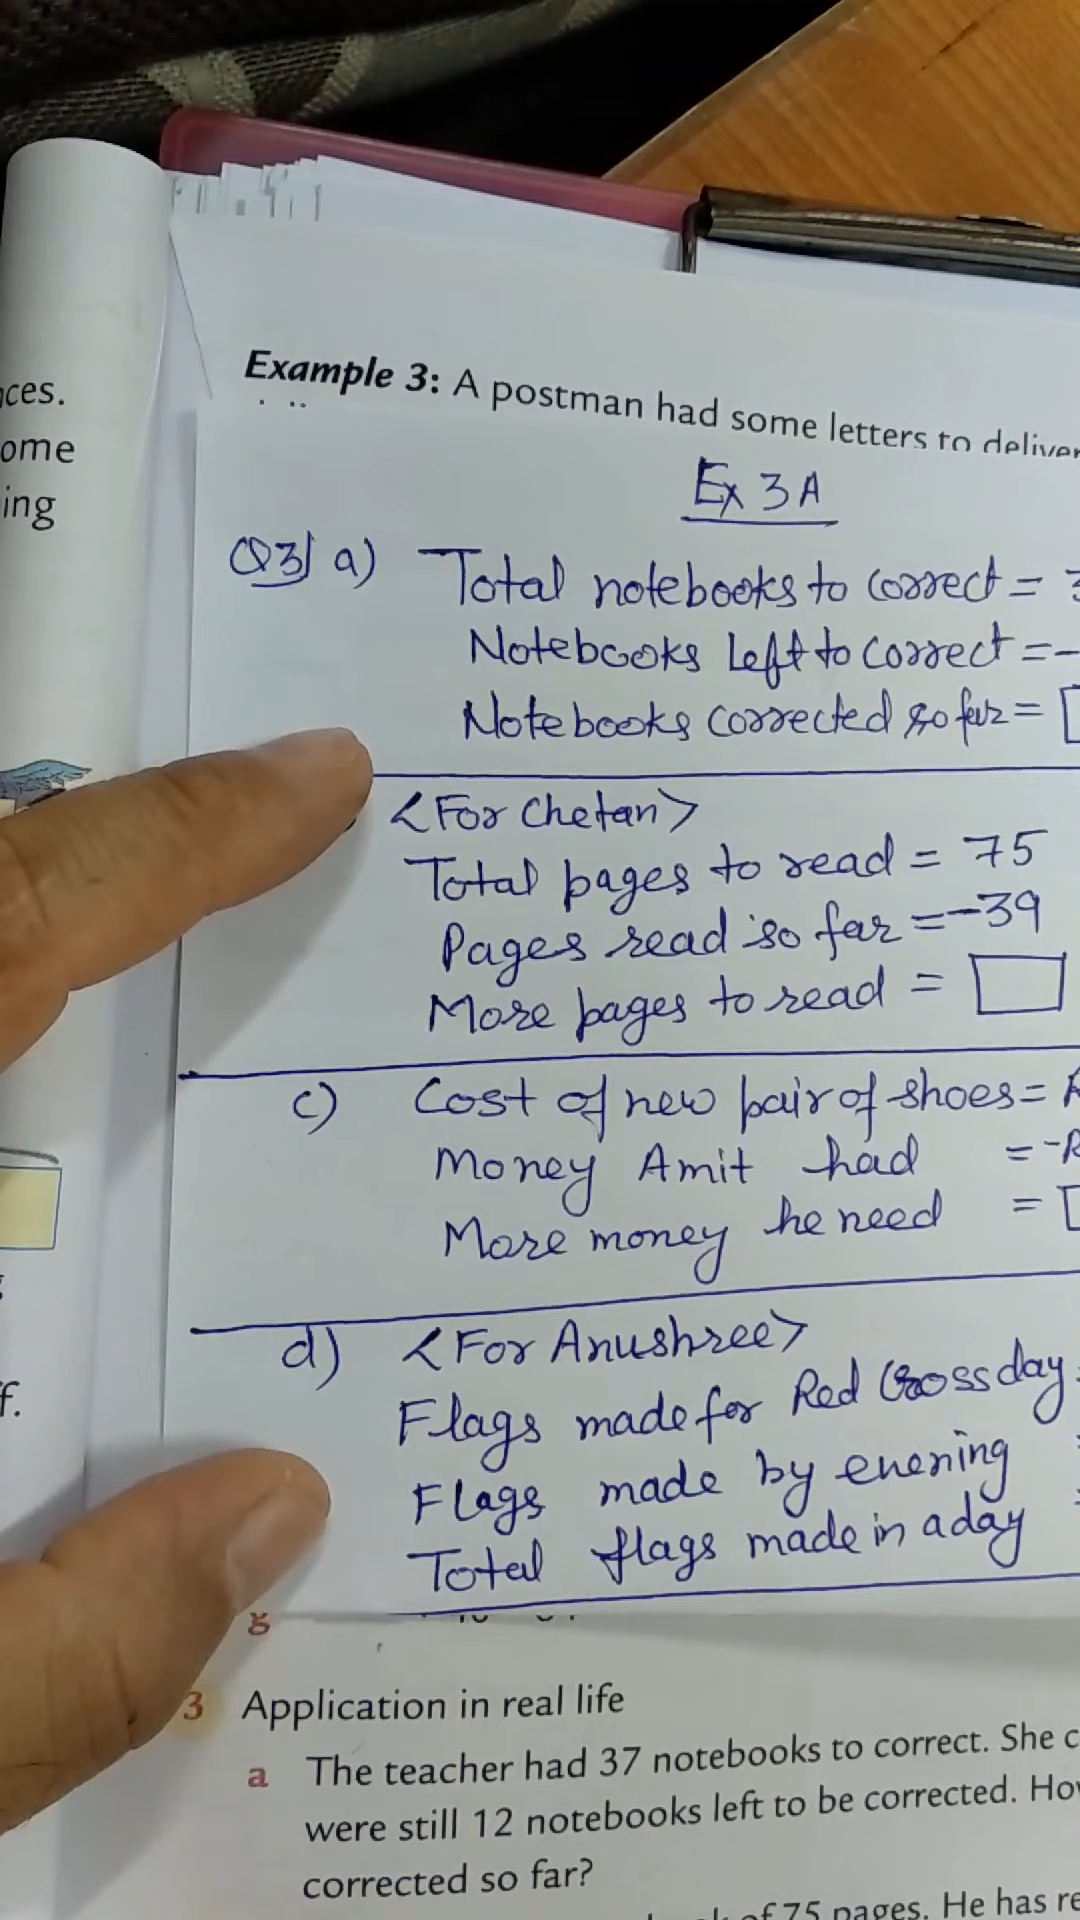 ces.
ome
ing
f.
Example 3: A postman had some letters to deliver
Ex 3A
Q3) a) Total notebooks to correct = 3
Notebooks Left to correct = -
Notebooks corrected so far =
<For Chetan>
Total pages to read = 75
Pages read so far = -39
More pages to read =
c) Cost of new pair of shoes = R
Money Amit had = -R
More money he need =
d) <For Anushree>
Flags made for Red Cross day =
Flags made by evening =
Total flags made in a day =
g
3 Application in real life
a The teacher had 37 notebooks to correct. She c
were still 12 notebooks left to be corrected. Ho
corrected so far?
of 75 pages. He has re